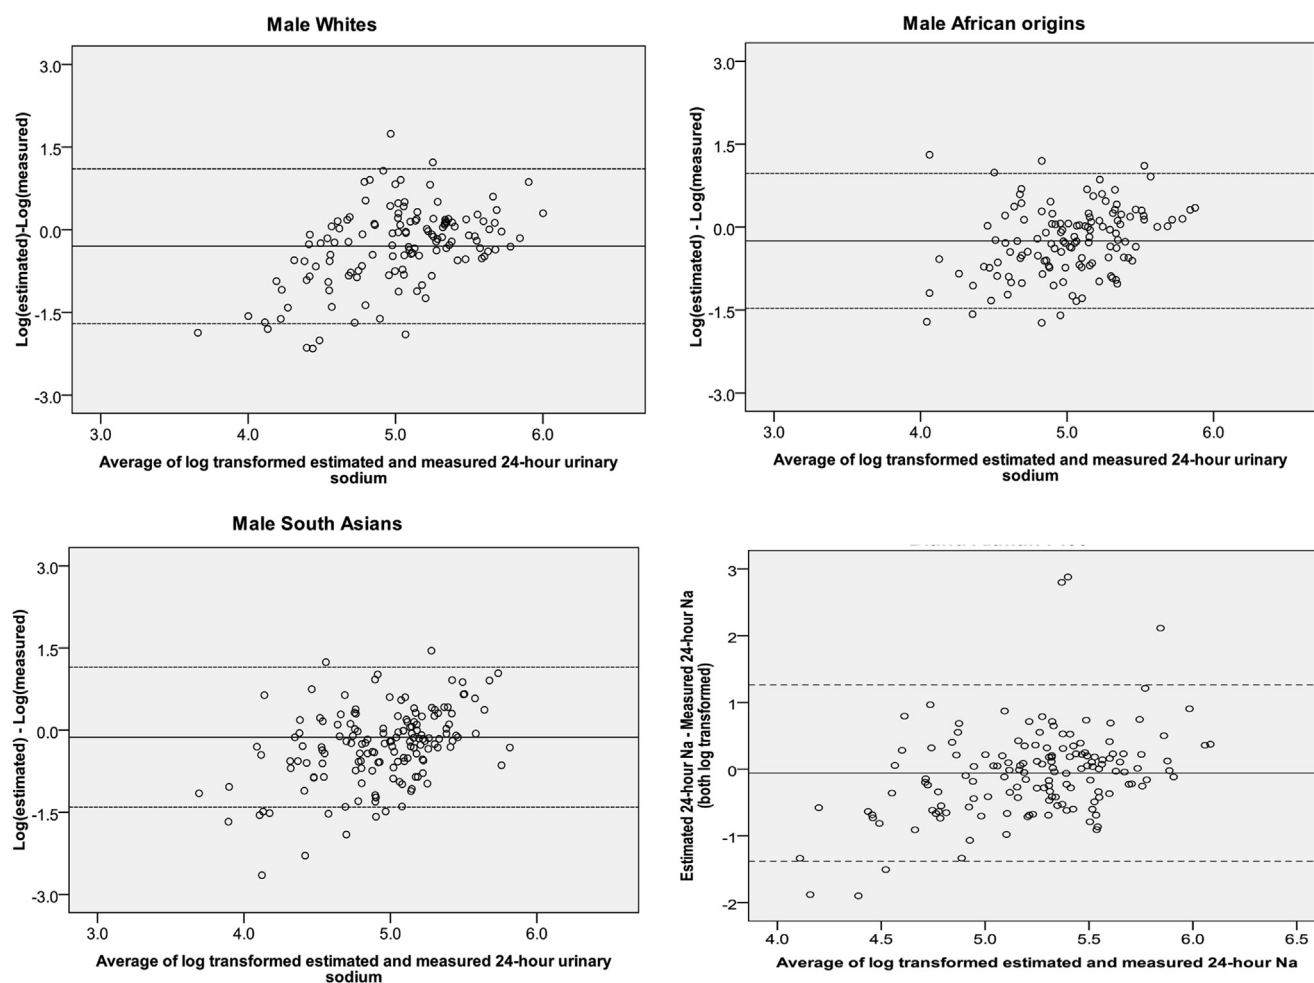 Male Whites
Log(estimated)-Log(measured)
3.0
1.5
0.0
-1.5
-3.0
3.0 4.0 5.0 6.0
Average of log transformed estimated and measured 24-hour urinary
sodium
Male African origins
Log(estimated) - Log(measured)
3.0
1.5
0.0
-1.5
-3.0
3.0 4.0 5.0 6.0
Average of log transformed estimated and measured 24-hour urinary
sodium
Male South Asians
Log(estimated) - Log(measured)
3.0
1.5
0.0
-1.5
-3.0
3.0 4.0 5.0 6.0
Average of log transformed estimated and measured 24-hour urinary
sodium
Estimated 24-hour Na - Measured 24-hour Na
(both log transformed)
3
2
1
0
-1
-2
4.0 4.5 5.0 5.5 6.0 6.5
Average of log transformed estimated and measured 24-hour Na